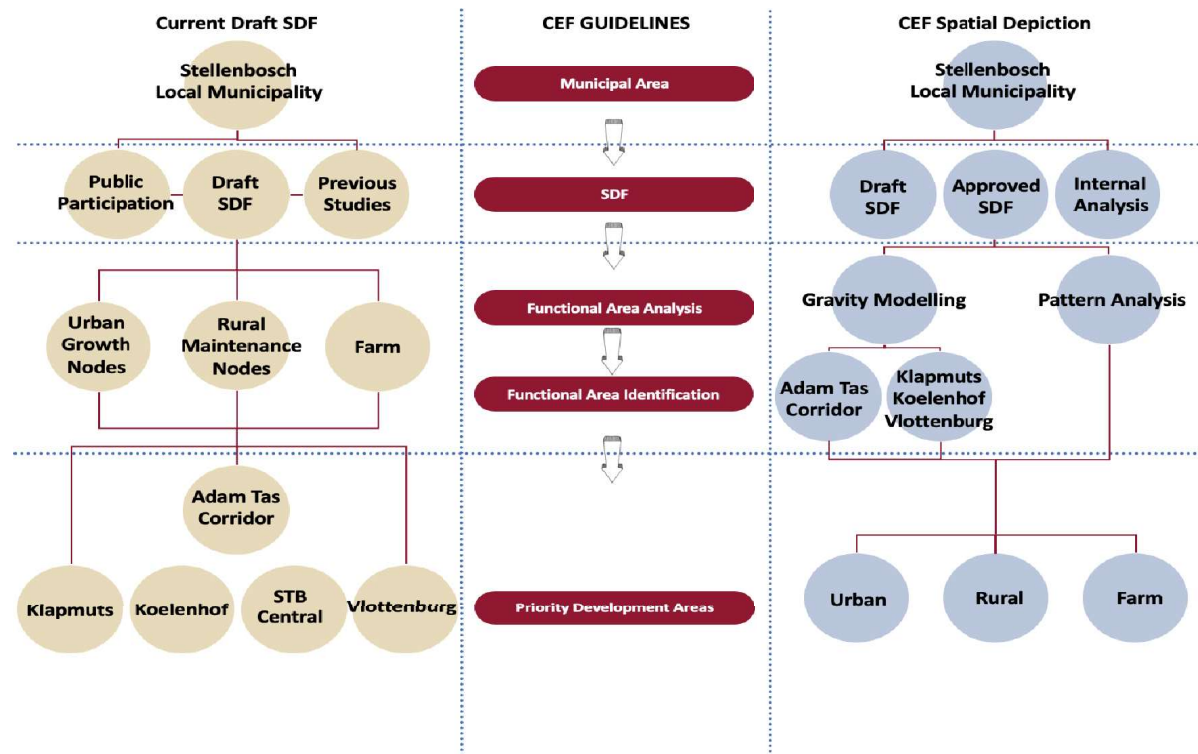 Current Draft SDF
CEF GUIDELINES
CEF Spatial Depiction
Stellenbosch
Local Municipality
Municipal Area
Stellenbosch
Local Municipality
Public
Participation
Draft
SDF
Previous
Studies
SDF
Draft
SDF
Approved
SDF
Internal
Analysis
Urban
Growth
Nodes
Rural
Maintenance
Nodes
Farm
Functional Area Analysis
Gravity Modelling
Pattern Analysis
Functional Area Identification
Adam Tas
Corridor
Klapmuts
Koelenhof
Vlottenburg
Adam Tas
Corridor
Klapmuts
Koelenhof
STB
Central
Vlottenburg
Priority Development Areas
Urban
Rural
Farm